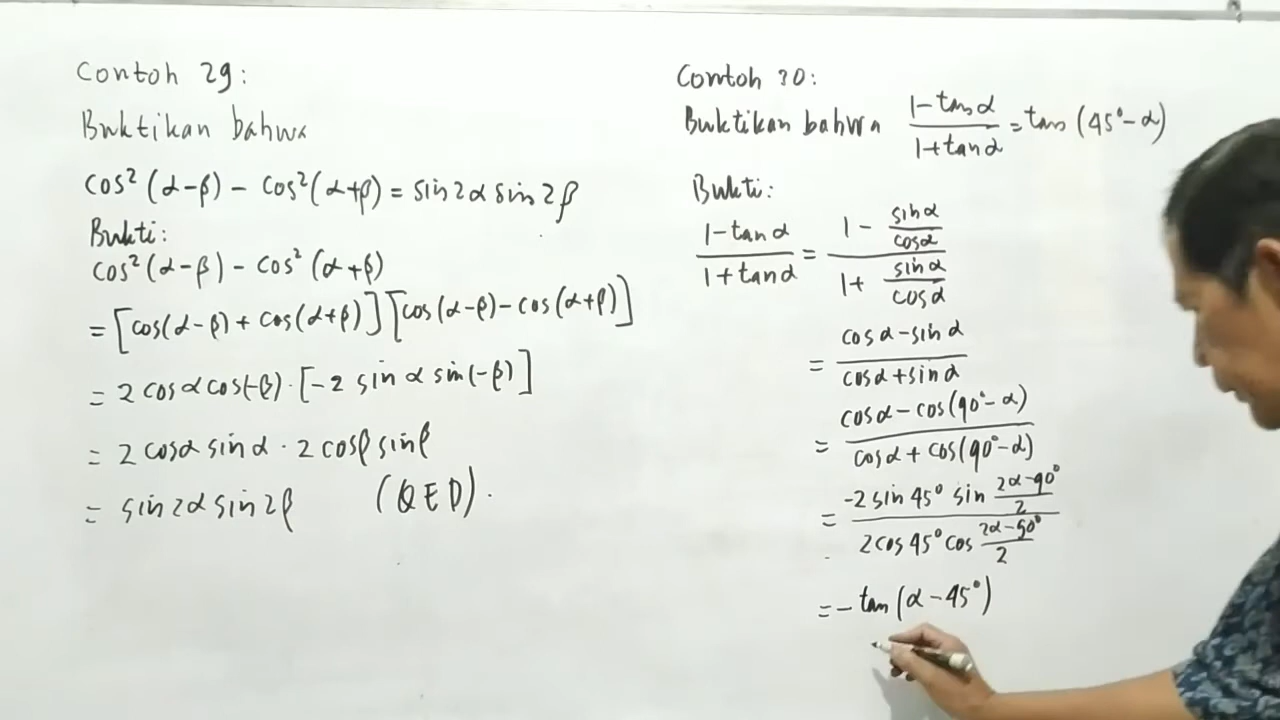 Contoh 29:
Buktikan bahwa
cos² (α-β) - cos² (α+β) = sin 2α sin 2β
Bukti:
cos² (α-β) - cos² (α+β)
= [cos(α-β) + cos(α+β)] [cos(α-β) - cos(α+β)]
= 2 cos α cos(-β) · [-2 sin α sin(-β)]
= 2 cos α sin α · 2 cos β sin β
= sin 2α sin 2β (QED).
Contoh 30:
Buktikan bahwa (1 - tan α)/(1 + tan α) = tan (45° - α)
Bukti:
(1 - tan α)/(1 + tan α) = (1 - sin α/cos α)/(1 + sin α/cos α)
= (cos α - sin α)/(cos α + sin α)
= (cos α - cos(90° - α))/(cos α + cos(90° - α))
= (-2 sin 45° sin (2α - 90°)/2)/(2 cos 45° cos (2α - 90°)/2)
= - tan (α - 45°)